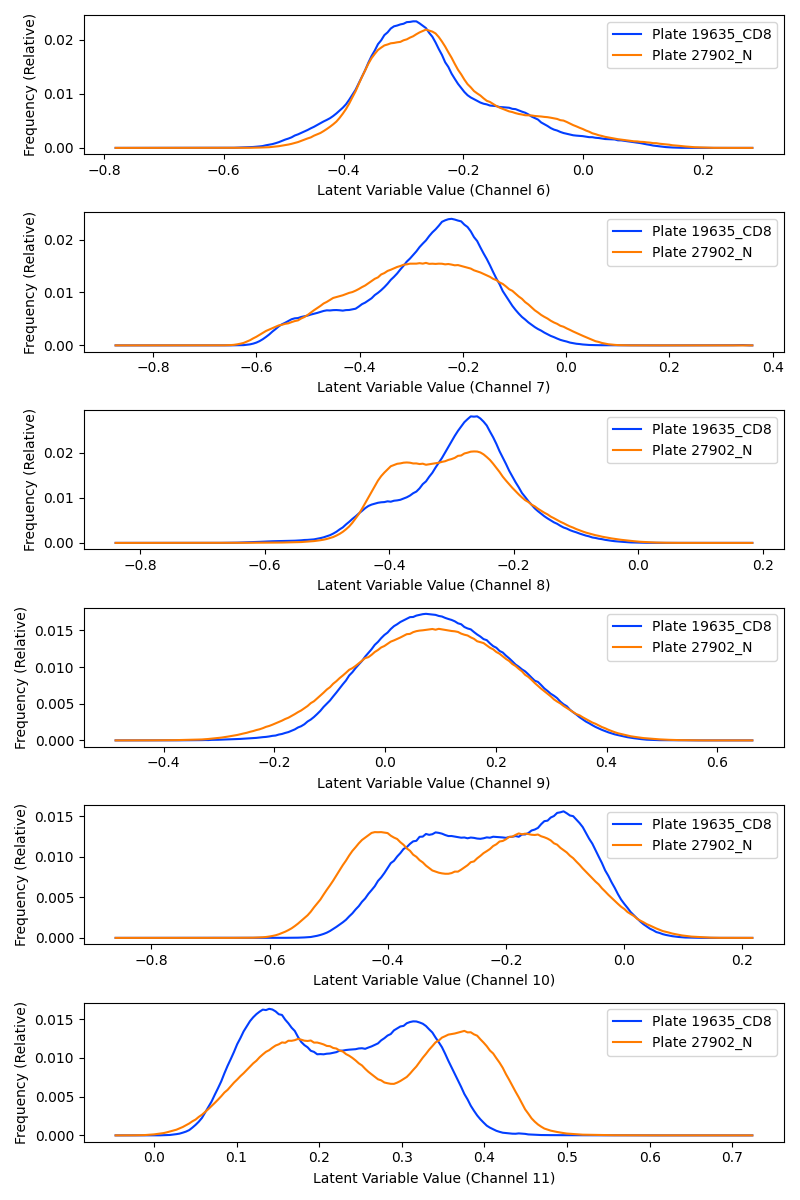 Frequency (Relative)
0.02
0.01
0.00
Plate 19635_CD8
Plate 27902_N
−0.8 −0.6 −0.4 −0.2 0.0 0.2
Latent Variable Value (Channel 6)
Frequency (Relative)
0.02
0.01
0.00
Plate 19635_CD8
Plate 27902_N
−0.8 −0.6 −0.4 −0.2 0.0 0.2 0.4
Latent Variable Value (Channel 7)
Frequency (Relative)
0.02
0.01
0.00
Plate 19635_CD8
Plate 27902_N
−0.8 −0.6 −0.4 −0.2 0.0 0.2
Latent Variable Value (Channel 8)
Frequency (Relative)
0.015
0.010
0.005
0.000
Plate 19635_CD8
Plate 27902_N
−0.4 −0.2 0.0 0.2 0.4 0.6
Latent Variable Value (Channel 9)
Frequency (Relative)
0.015
0.010
0.005
0.000
Plate 19635_CD8
Plate 27902_N
−0.8 −0.6 −0.4 −0.2 0.0 0.2
Latent Variable Value (Channel 10)
Frequency (Relative)
0.015
0.010
0.005
0.000
Plate 19635_CD8
Plate 27902_N
0.0 0.1 0.2 0.3 0.4 0.5 0.6 0.7
Latent Variable Value (Channel 11)